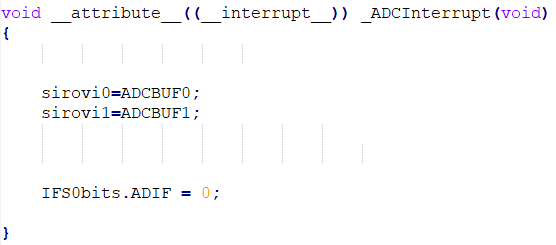 void __attribute__((__interrupt__)) _ADCInterrupt(void)
{
sirovi0=ADCBUF0;
sirovi1=ADCBUF1;
IFS0bits.ADIF = 0;
}